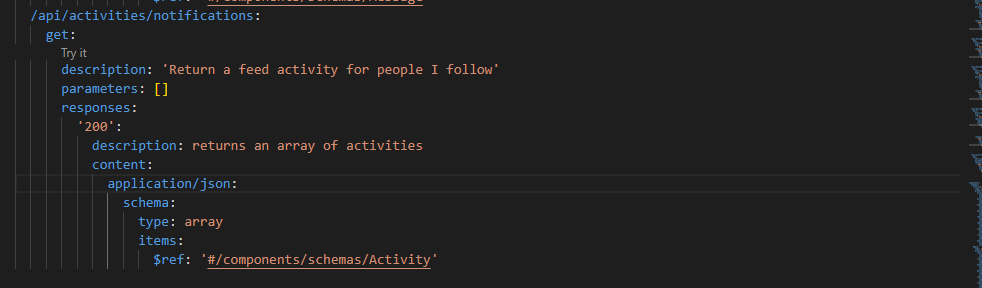 $ref: '#/components/schemas/Message'
/api/activities/notifications:
get:
Try it
description: 'Return a feed activity for people I follow'
parameters: []
responses:
'200':
description: returns an array of activities
content:
application/json:
schema:
type: array
items:
$ref: '#/components/schemas/Activity'